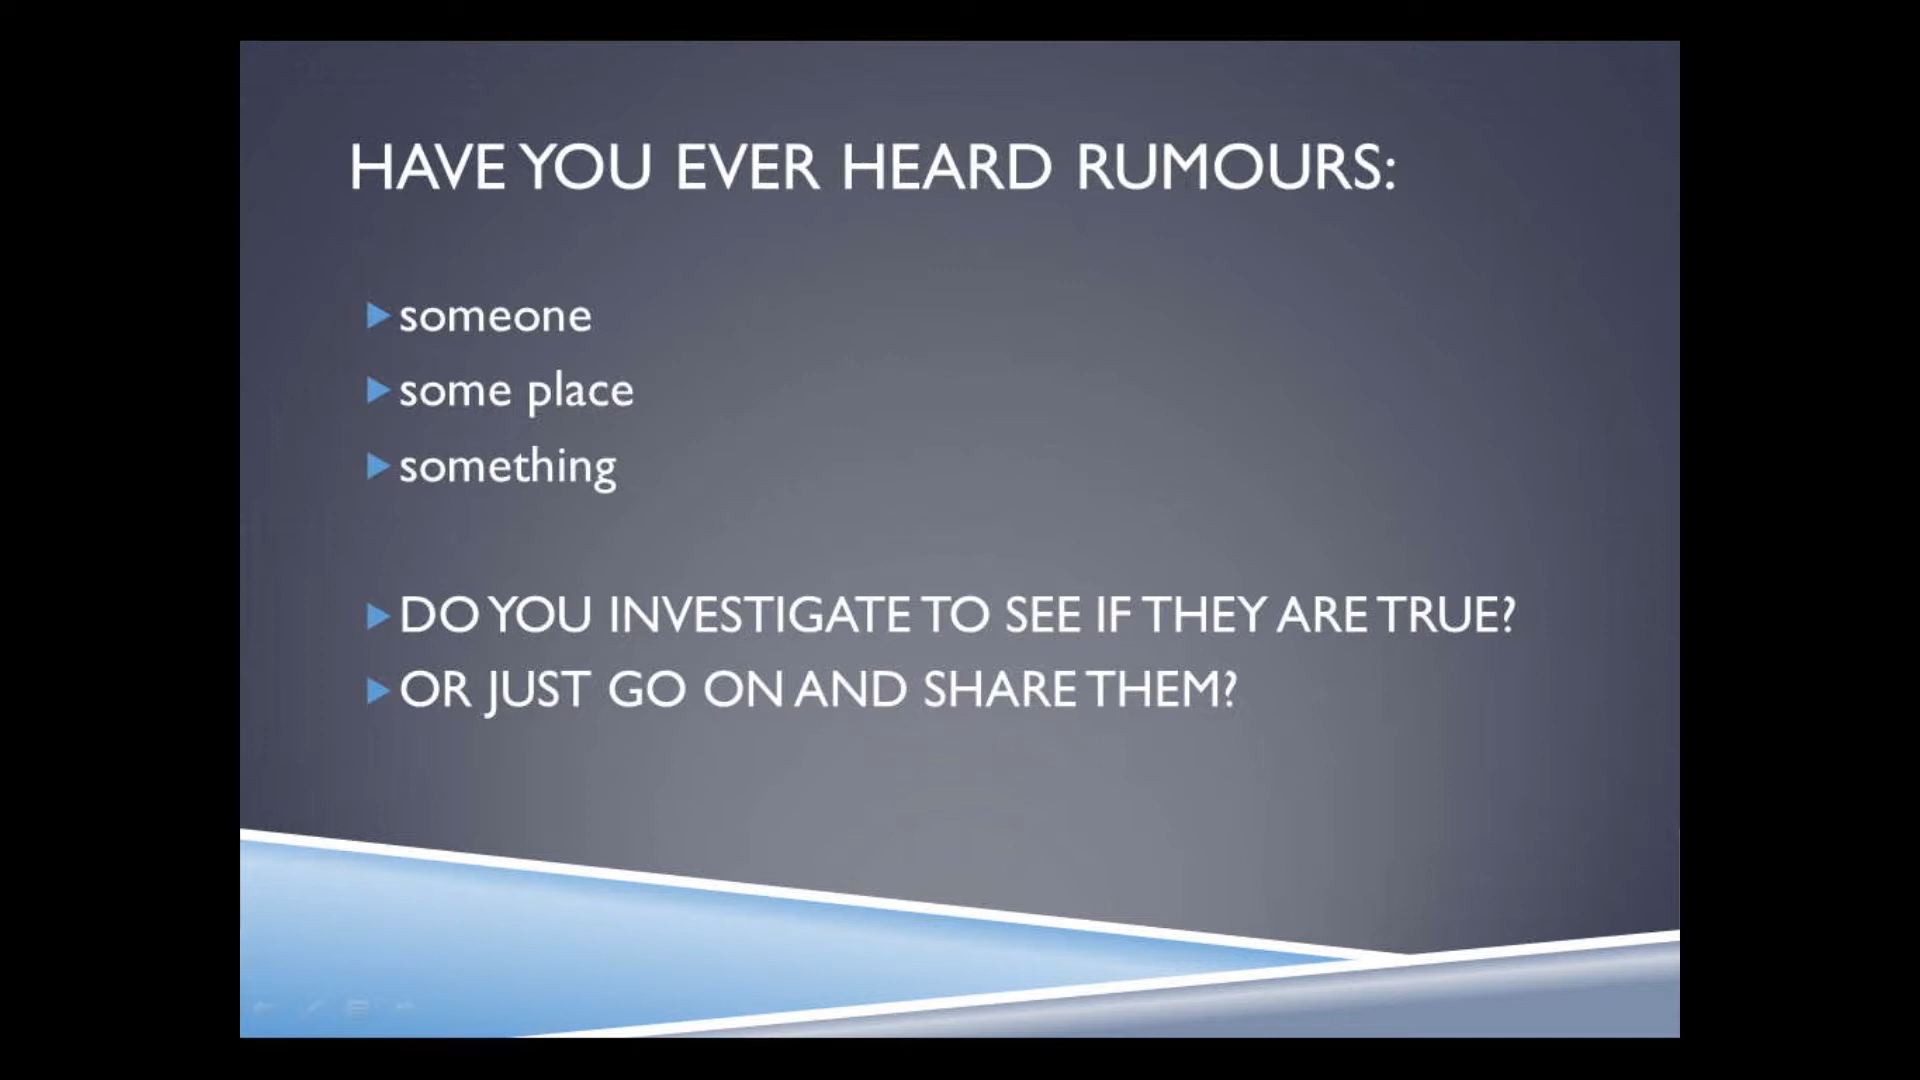 HAVE YOU EVER HEARD RUMOURS:
someone
some place
something
DO YOU INVESTIGATE TO SEE IF THEY ARE TRUE?
OR JUST GO ON AND SHARE THEM?